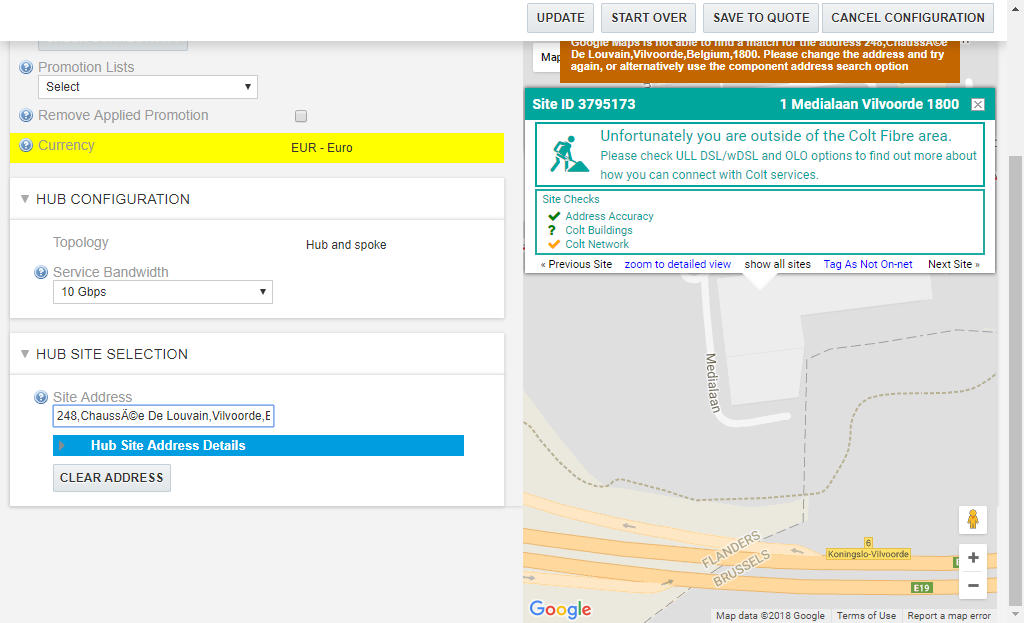 UPDATE
START OVER
SAVE TO QUOTE
CANCEL CONFIGURATION
Promotion Lists
Select
Remove Applied Promotion
Currency
EUR - Euro
HUB CONFIGURATION
Topology
Hub and spoke
Service Bandwidth
10 Gbps
HUB SITE SELECTION
Site Address
248,ChaussÃ©e De Louvain,Vilvoorde,B
Hub Site Address Details
CLEAR ADDRESS
Map
Google Maps is not able to find a match for the address 248,ChaussÃ©e
De Louvain,Vilvoorde,Belgium,1800. Please change the address and try
again, or alternatively use the component address search option
Site ID 3795173
1 Medialaan Vilvoorde 1800
Unfortunately you are outside of the Colt Fibre area.
Please check ULL DSL/wDSL and OLO options to find out more about
how you can connect with Colt services.
Site Checks
Address Accuracy
? Colt Buildings
Colt Network
« Previous Site
zoom to detailed view
show all sites
Tag As Not On-net
Next Site »
Medialaan
FLANDERS
BRUSSELS
6
Koningslo-Vilvoorde
E19
+
−
Google
Map data ©2018 Google
Terms of Use
Report a map error